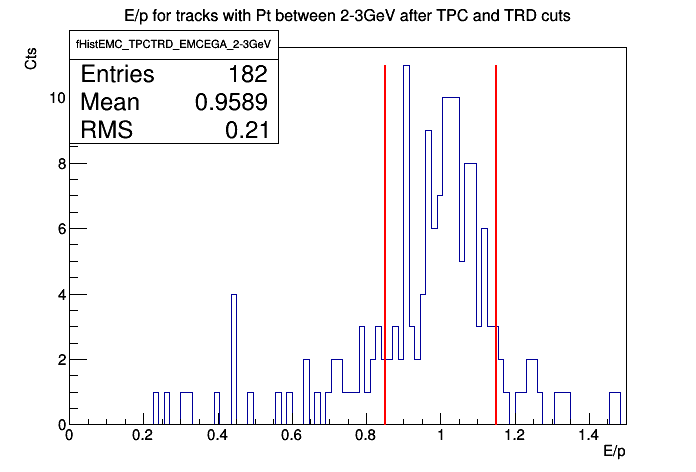 E/p for tracks with Pt between 2-3GeV after TPC and TRD cuts
fHistEMC_TPCTRD_EMCEGA_2-3GeV
Entries 182
Mean 0.9589
RMS 0.21
Cts
10
8
6
4
2
0
0 0.2 0.4 0.6 0.8 1 1.2 1.4
E/p